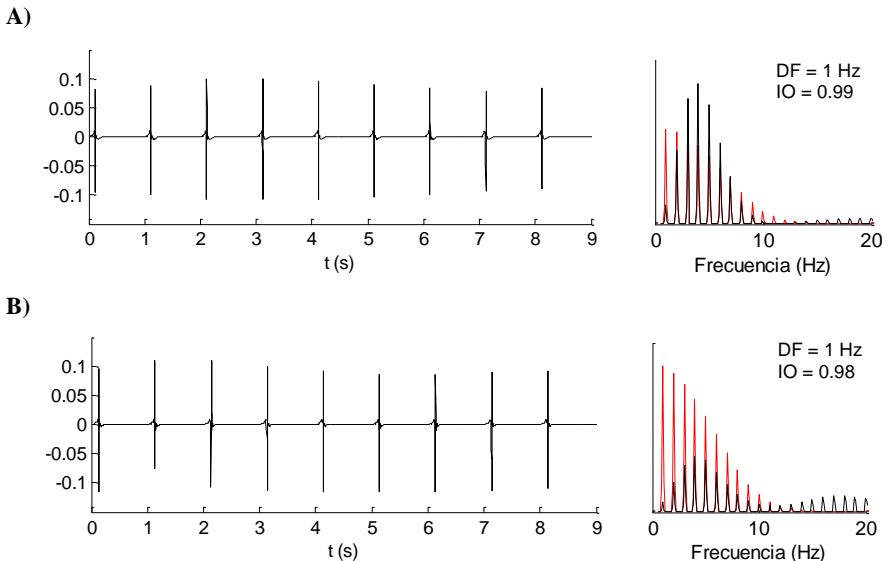 A)
0.1
0.05
0
-0.05
-0.1
0 1 2 3 4 5 6 7 8 9
t (s)
DF = 1 Hz
IO = 0.99
0 10 20
Frecuencia (Hz)
B)
0.1
0.05
0
-0.05
-0.1
0 1 2 3 4 5 6 7 8 9
t (s)
DF = 1 Hz
IO = 0.98
0 10 20
Frecuencia (Hz)